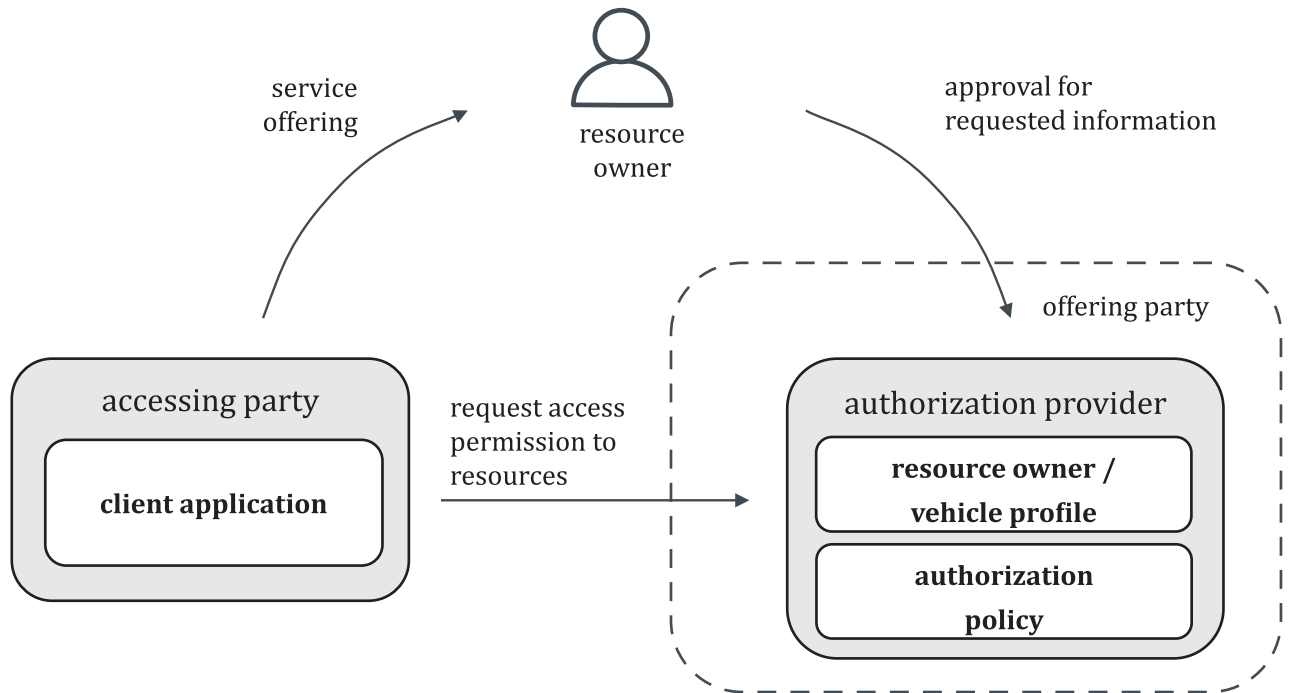 service
offering
resource
owner
approval for
requested information
offering party
accessing party
client application
request access
permission to
resources
authorization provider
resource owner /
vehicle profile
authorization
policy